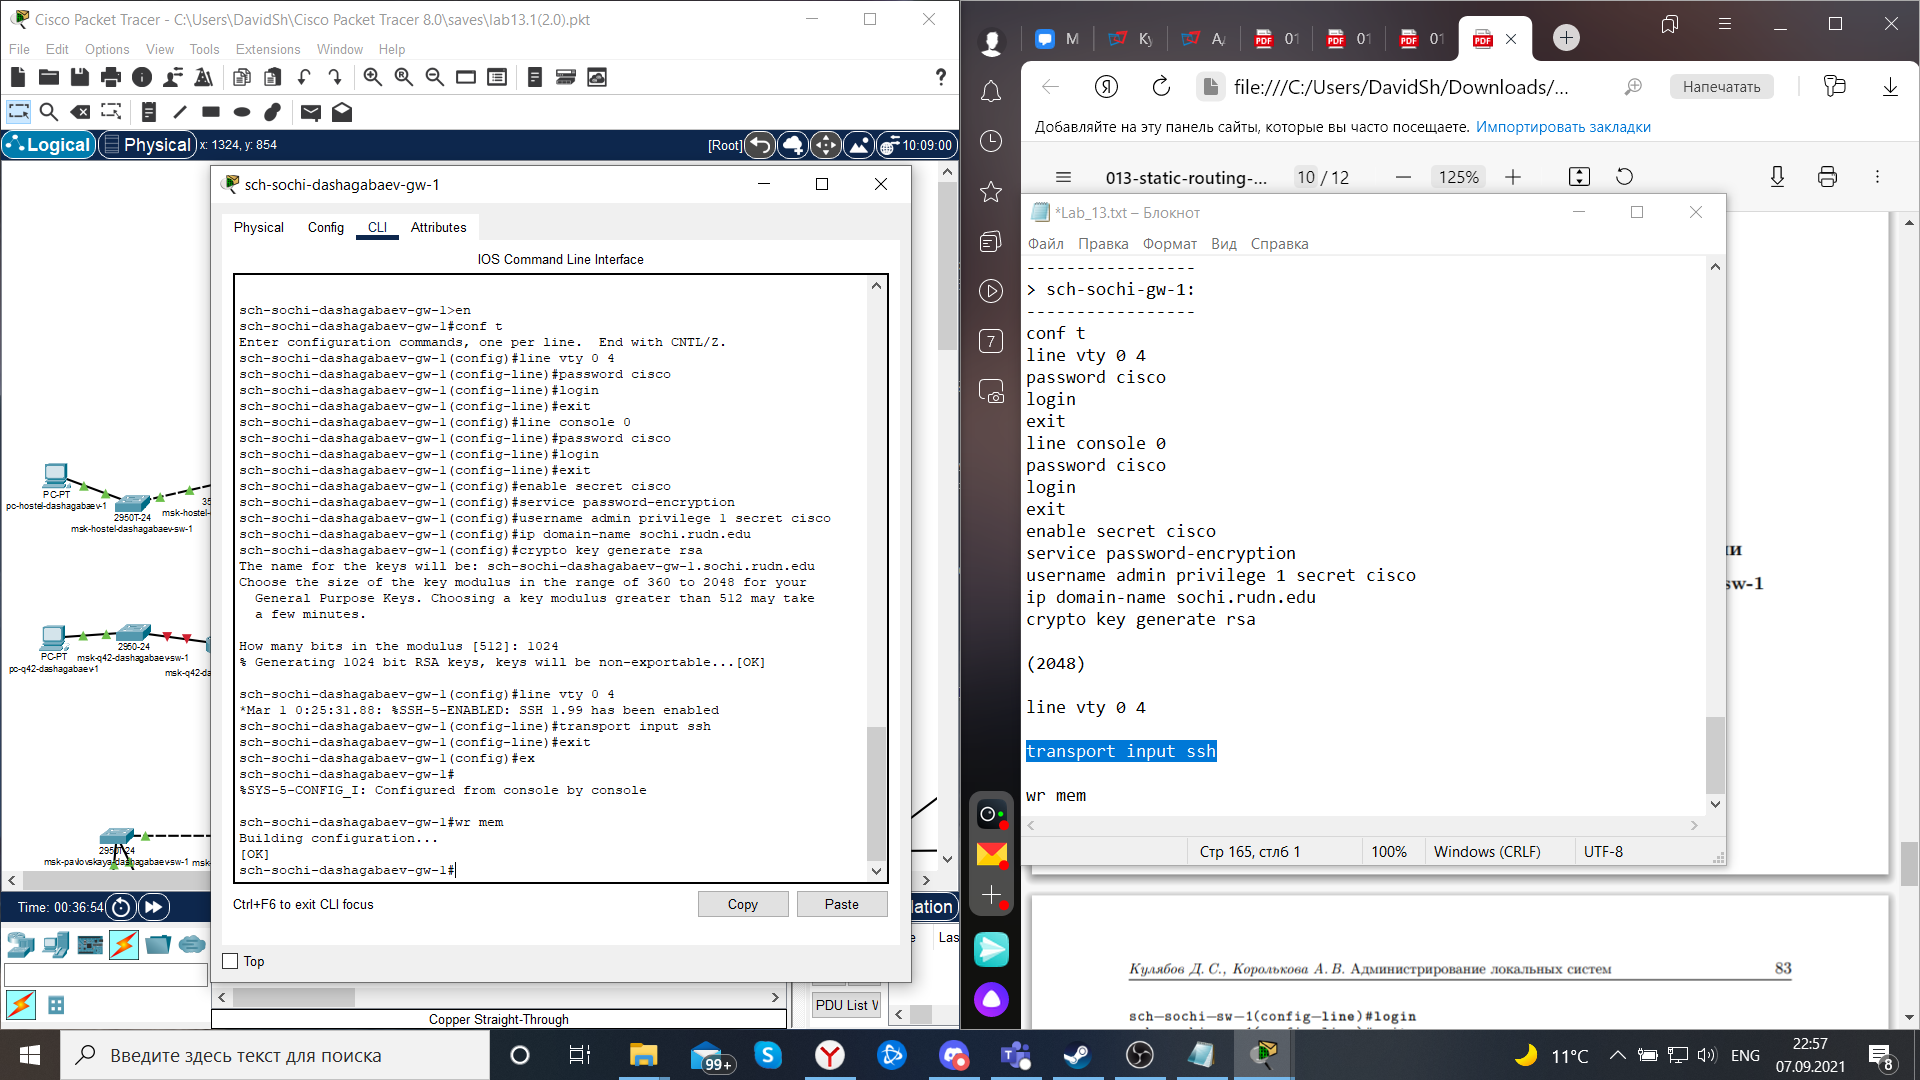 Cisco Packet Tracer - C:\Users\DavidSh\Cisco Packet Tracer 8.0\saves\lab13.1(2.0).pkt
File Edit Options View Tools Extensions Window Help
Logical Physical x: 1324, y: 854 [Root] 10:09:00
sch-sochi-dashagabaev-gw-1
Physical Config CLI Attributes
IOS Command Line Interface
sch-sochi-dashagabaev-gw-1>en
sch-sochi-dashagabaev-gw-1#conf t
Enter configuration commands, one per line. End with CNTL/Z.
sch-sochi-dashagabaev-gw-1(config)#line vty 0 4
sch-sochi-dashagabaev-gw-1(config-line)#password cisco
sch-sochi-dashagabaev-gw-1(config-line)#login
sch-sochi-dashagabaev-gw-1(config-line)#exit
sch-sochi-dashagabaev-gw-1(config)#line console 0
sch-sochi-dashagabaev-gw-1(config-line)#password cisco
sch-sochi-dashagabaev-gw-1(config-line)#login
sch-sochi-dashagabaev-gw-1(config-line)#exit
sch-sochi-dashagabaev-gw-1(config)#enable secret cisco
sch-sochi-dashagabaev-gw-1(config)#service password-encryption
sch-sochi-dashagabaev-gw-1(config)#username admin privilege 1 secret cisco
sch-sochi-dashagabaev-gw-1(config)#ip domain-name sochi.rudn.edu
sch-sochi-dashagabaev-gw-1(config)#crypto key generate rsa
The name for the keys will be: sch-sochi-dashagabaev-gw-1.sochi.rudn.edu
Choose the size of the key modulus in the range of 360 to 2048 for your
General Purpose Keys. Choosing a key modulus greater than 512 may take
a few minutes.
How many bits in the modulus [512]: 1024
% Generating 1024 bit RSA keys, keys will be non-exportable...[OK]
sch-sochi-dashagabaev-gw-1(config)#line vty 0 4
*Mar 1 0:25:31.88: %SSH-5-ENABLED: SSH 1.99 has been enabled
sch-sochi-dashagabaev-gw-1(config-line)#transport input ssh
sch-sochi-dashagabaev-gw-1(config-line)#exit
sch-sochi-dashagabaev-gw-1(config)#ex
sch-sochi-dashagabaev-gw-1#
%SYS-5-CONFIG_I: Configured from console by console
sch-sochi-dashagabaev-gw-1#wr mem
Building configuration...
[OK]
sch-sochi-dashagabaev-gw-1#
Ctrl+F6 to exit CLI focus Copy Paste
Top
PC-PT
pc-hostel-dashagabaev-1
2950T-24
msk-hostel-dashagabaev-sw-1
35
msk-hostel-
PC-PT
pc-q42-dashagabaev-1
2950-24
msk-q42-dashagabaev-sw-1
msk-q42-d
2950T-24
msk-pavlovskaya-dashagabaev-sw-1 msk-
Time: 00:36:54
lation
e Las
PDU List W
Copper Straight-Through
М Ку А 01 01 01
file:///C:/Users/DavidSh/Downloads/... Напечатать
Добавляйте на эту панель сайты, которые вы часто посещаете. Импортировать закладки
013-static-routing-... 10 / 12 125%
7
*Lab_13.txt – Блокнот
Файл Правка Формат Вид Справка
-----------------
> sch-sochi-gw-1:
-----------------
conf t
line vty 0 4
password cisco
login
exit
line console 0
password cisco
login
exit
enable secret cisco
service password-encryption
username admin privilege 1 secret cisco
ip domain-name sochi.rudn.edu
crypto key generate rsa
(2048)
line vty 0 4
transport input ssh
wr mem
Стр 165, стлб 1 100% Windows (CRLF) UTF-8
ии
sw-1
Кулябов Д. С., Королькова А. В. Администрирование локальных систем 83
sch—sochi—sw—1(config—line)#login
Введите здесь текст для поиска
99+
11°C ENG 22:57
07.09.2021
8